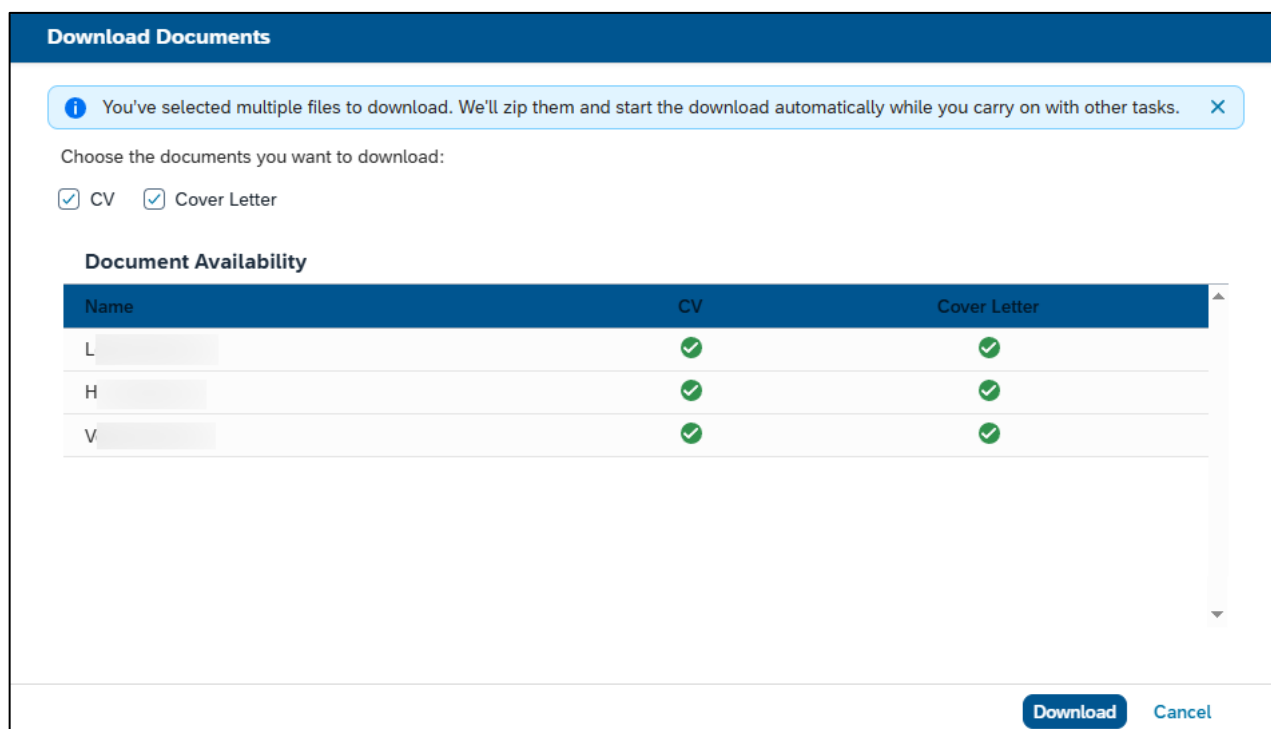 Download Documents
You've selected multiple files to download. We'll zip them and start the download automatically while you carry on with other tasks.
Choose the documents you want to download:
CV Cover Letter
Document Availability
Name CV Cover Letter
L
H
V
Download Cancel